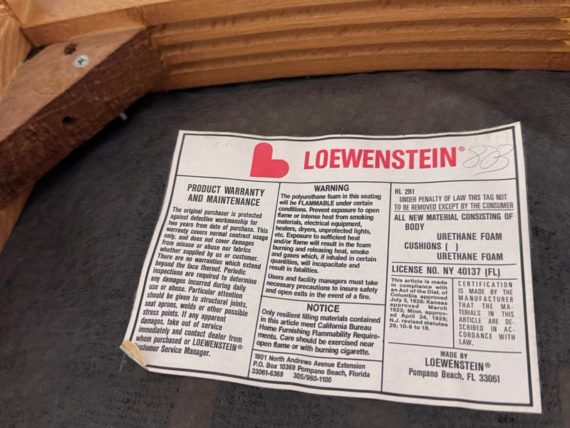 LOEWENSTEIN®
PRODUCT WARRANTY
AND MAINTENANCE
The original purchaser is protected
against defective workmanship for
two years from date of purchase. This
warranty covers normal contract usage
only, and does not cover damages
from misuse or abuse nor fabric
whether supplied by us or customer.
There are no warranties which extend
beyond the face thereof. Periodic
inspections are required to determine
any damages incurred during daily
use or abuse. Particular attention
should be given to structural joints,
seat springs, welds or other possible
stress points. If any apparent
damages, take out of service
immediately and contact dealer from
whom purchased or LOEWENSTEIN®
Customer Service Manager.
WARNING
The polyurethane foam in this seating
will be FLAMMABLE under certain
conditions. Prevent exposure to open
flame or intense heat from smoking
materials, electrical equipment,
heaters, dryers, unprotected lights,
etc. Exposure to sufficient heat
and/or flame will result in the foam
burning and releasing heat, smoke
and gases which, if inhaled in certain
quantities, will incapacitate and
result in fatalities.
Users and facility managers must take
necessary precautions to insure safety
and open exits in the event of a fire.
NOTICE
Only resilient filling materials contained
in this article meet California Bureau
Home Furnishing Flammability Require-
ments. Care should be exercised near
open flame or with burning cigarette.
1801 North Andrews Avenue Extension
P.O. Box 10369 Pompano Beach, Florida
33061-6369 305/960-1100
HL 2R1
UNDER PENALTY OF LAW THIS TAG NOT
TO BE REMOVED EXCEPT BY THE CONSUMER
ALL NEW MATERIAL CONSISTING OF
BODY
URETHANE FOAM
CUSHIONS ( )
URETHANE FOAM
LICENSE NO. NY 40137 (FL)
This article is made
in compliance with
an Act of the Dist. of
Columbia approved
July 3, 1926; Kansas
approved March
1923; Minn. approv-
ed April 24, 1929;
N.J. revised statutes
26; 10-6 to 18.
CERTIFICATION
IS MADE BY THE
MANUFACTURER
THAT THE MA-
TERIALS IN THIS
ARTICLE ARE DE-
SCRIBED IN AC-
CORDANCE WITH
LAW.
MADE BY
LOEWENSTEIN®
Pompano Beach, FL 33061